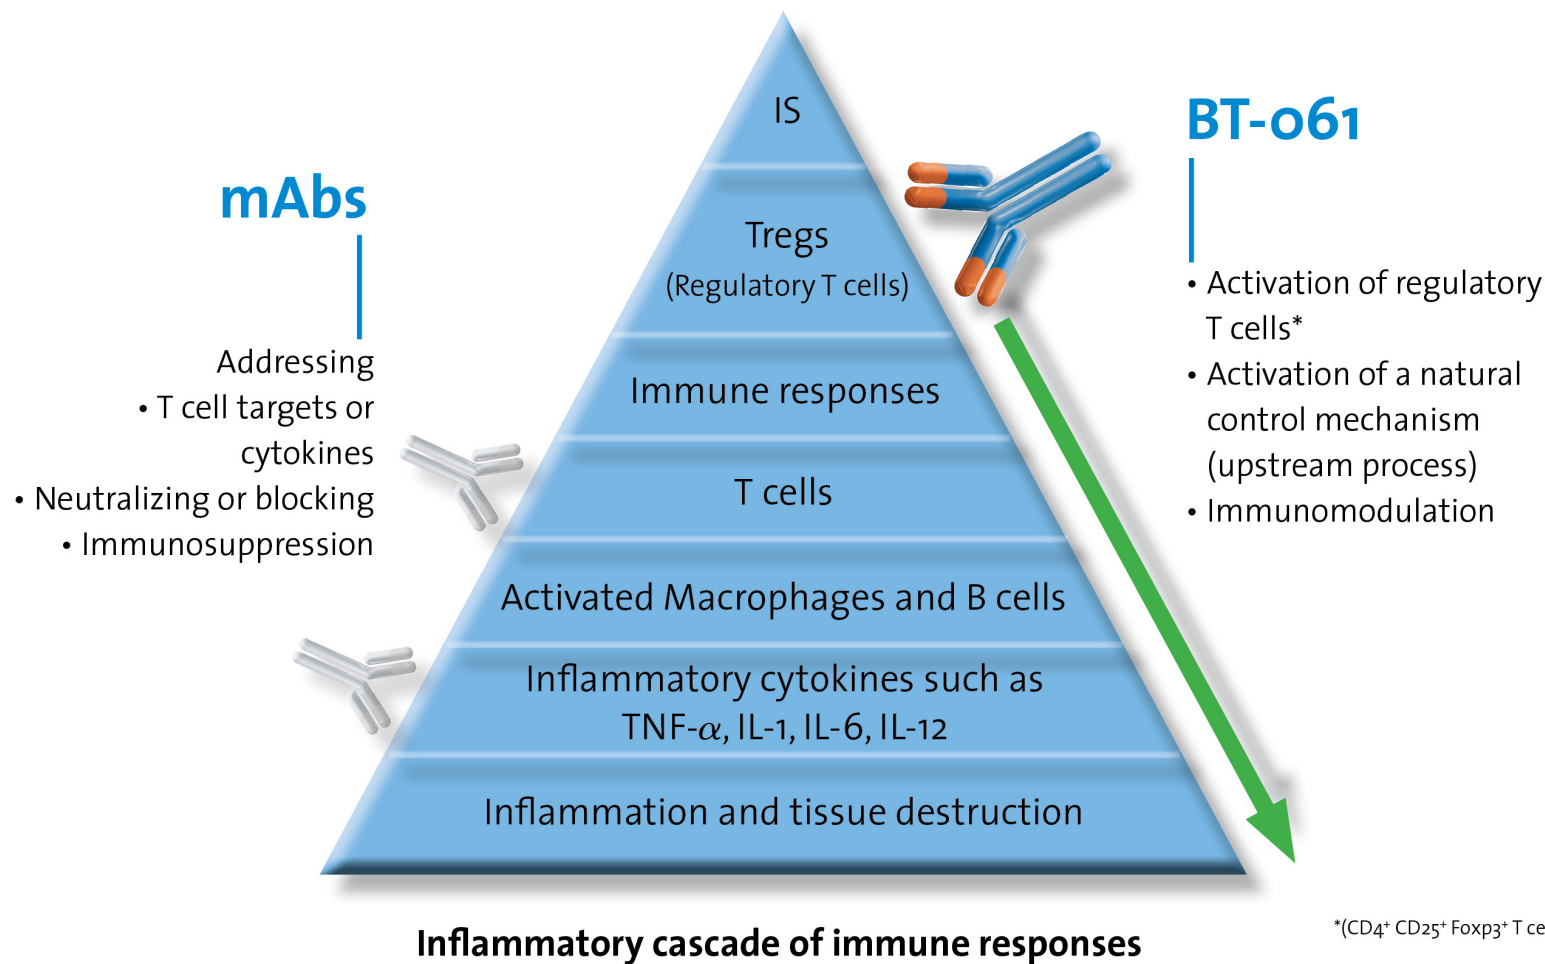 IS
BT-061
mAbs
Tregs
(Regulatory T cells)
• Activation of regulatory
T cells*
• Activation of a natural
control mechanism
(upstream process)
• Immunomodulation
Addressing
• T cell targets or
cytokines
• Neutralizing or blocking
• Immunosuppression
Immune responses
T cells
Activated Macrophages and B cells
Inflammatory cytokines such as
TNF-α, IL-1, IL-6, IL-12
Inflammation and tissue destruction
*(CD4⁺ CD25⁺ Foxp3⁺ T ce
Inflammatory cascade of immune responses